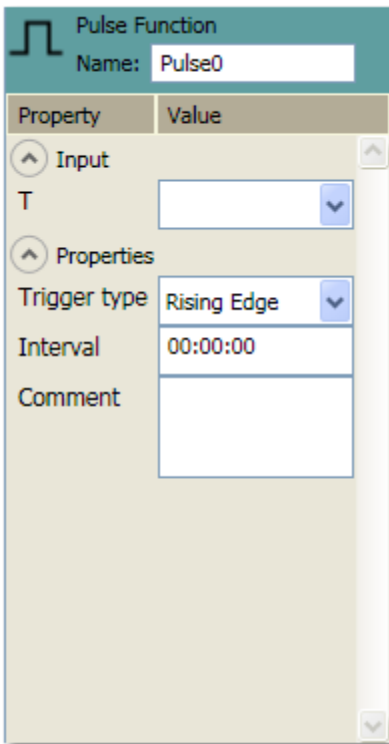 Pulse Function
Name: Pulse0
Property Value
Input
T
Properties
Trigger type Rising Edge
Interval 00:00:00
Comment